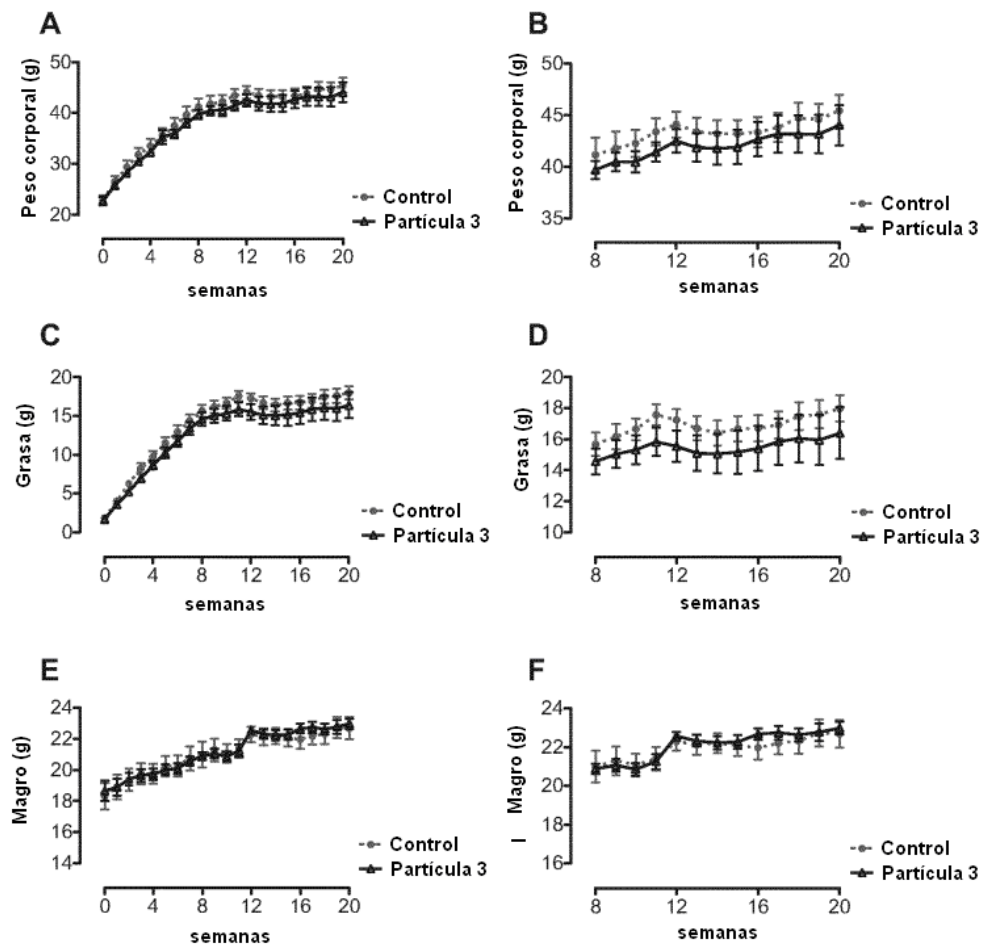 A
Peso corporal (g)
50
40
30
20
0 4 8 12 16 20
semanas
Control
Partícula 3
B
Peso corporal (g)
50
45
40
35
8 12 16 20
semanas
Control
Partícula 3
C
Grasa (g)
20
15
10
5
0
0 4 8 12 16 20
semanas
Control
Partícula 3
D
Grasa (g)
20
18
16
14
12
10
8 12 16 20
semanas
Control
Partícula 3
E
Magro (g)
24
22
20
18
16
14
0 4 8 12 16 20
semanas
Control
Partícula 3
F
l Magro (g)
24
22
20
18
16
8 12 16 20
semanas
Control
Partícula 3